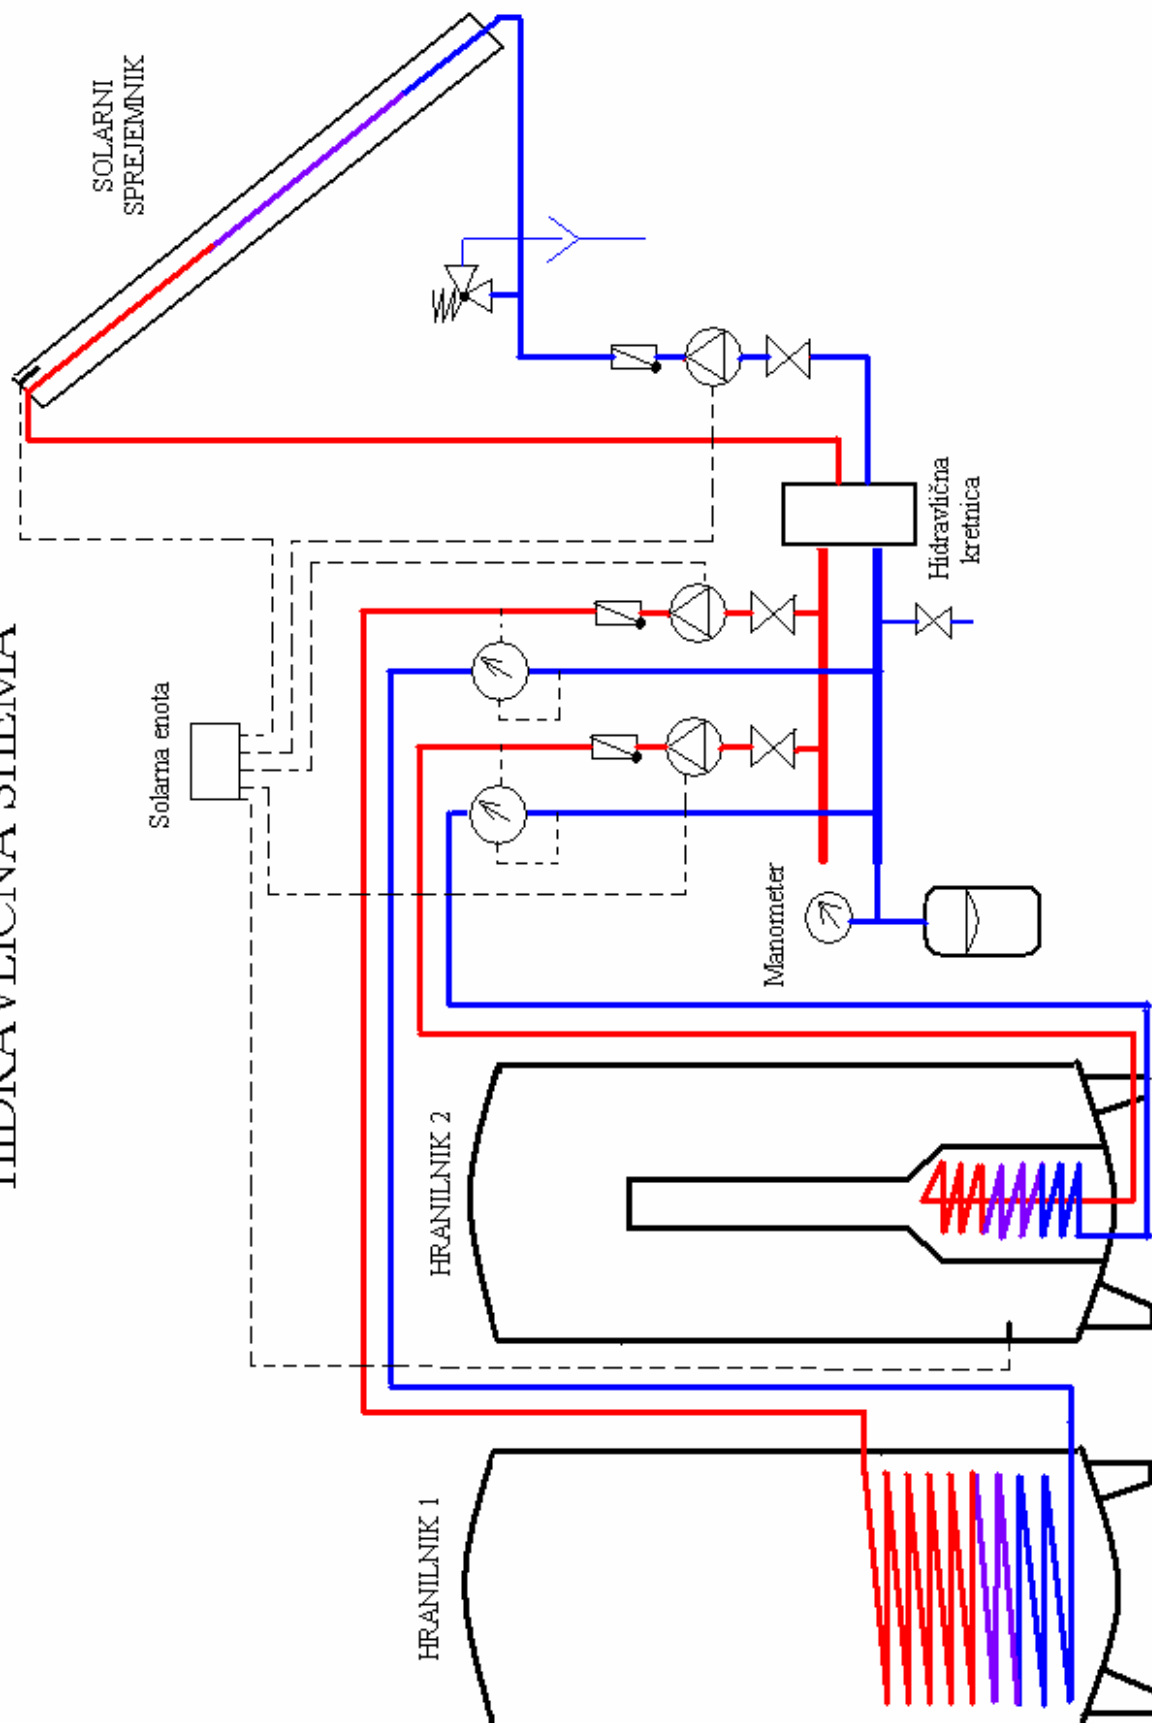 HIDRAVLIČNA SHEMA
SOLARNI
SPREJEMNIK
Solarna enota
Hidravlična
kretnica
Manometer
HRANILNIK 2
HRANILNIK 1